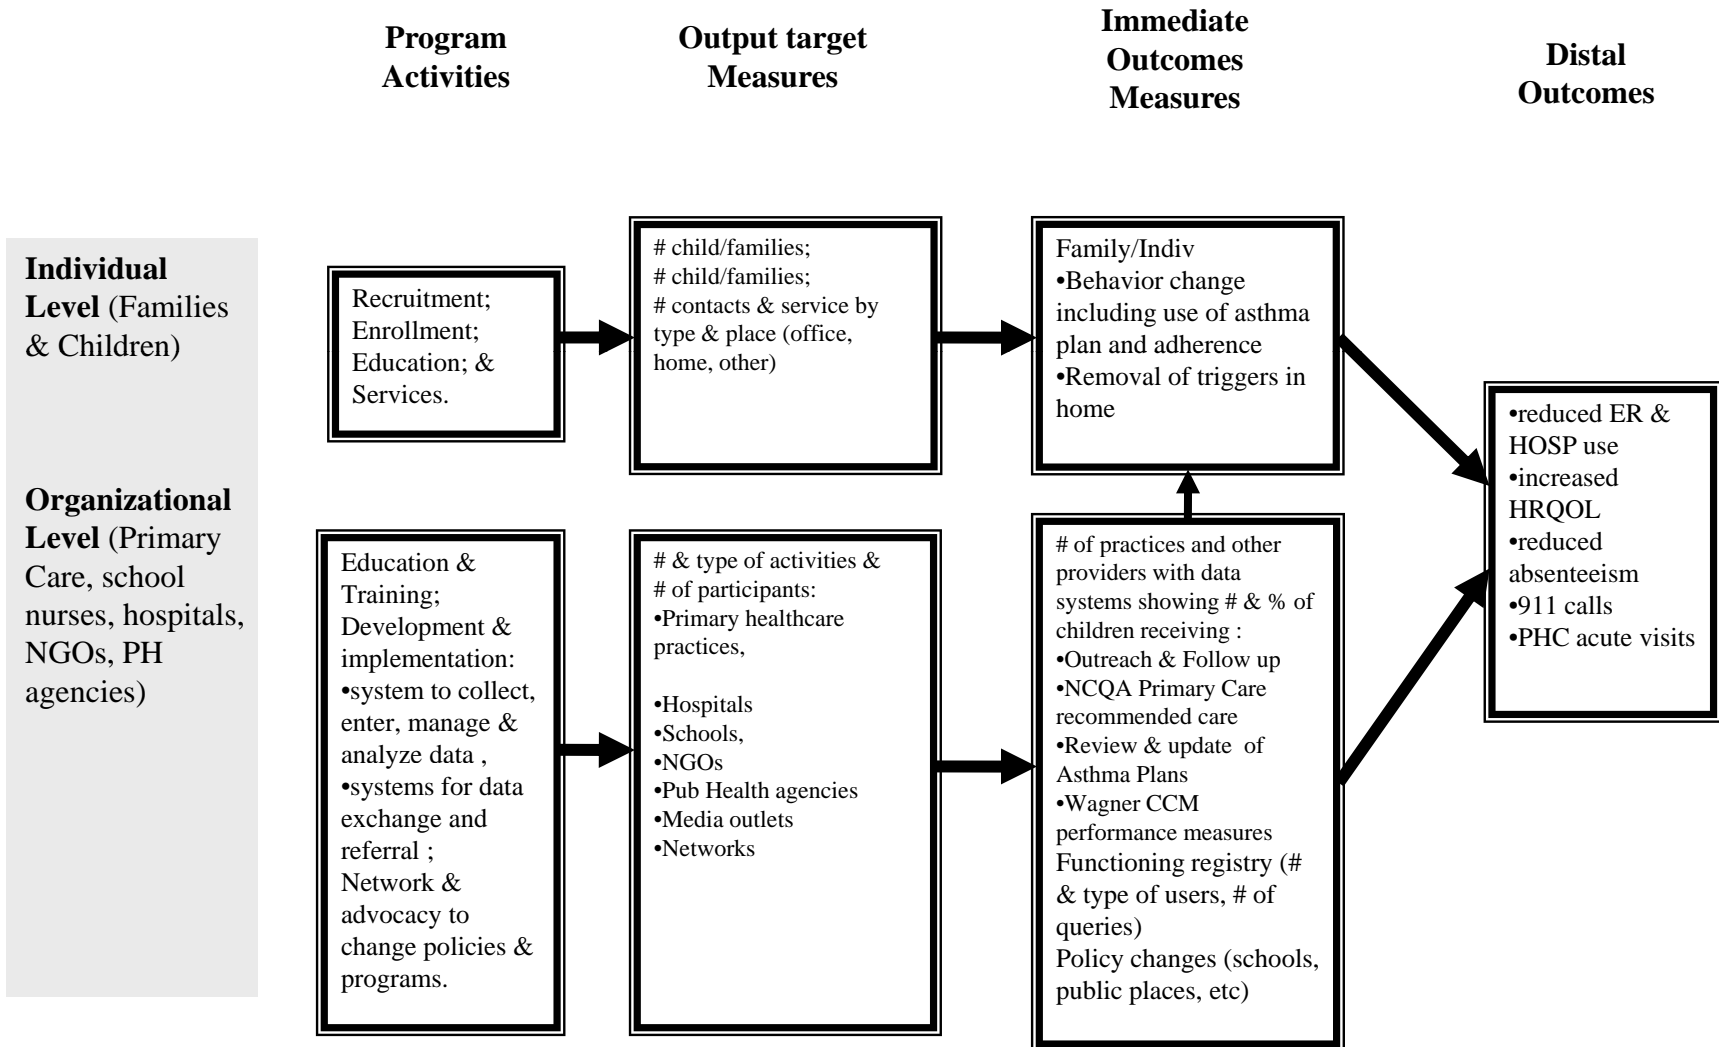 Program
Activities
Output target
Measures
Immediate
Outcomes
Measures
Distal
Outcomes
Individual
Level (Families
& Children)
Recruitment;
Enrollment;
Education; &
Services.
# child/families;
# child/families;
# contacts & service by
type & place (office,
home, other)
Family/Indiv
•Behavior change
including use of asthma
plan and adherence
•Removal of triggers in
home
•reduced ER &
HOSP use
•increased
HRQOL
•reduced
absenteeism
•911 calls
•PHC acute visits
Organizational
Level (Primary
Care, school
nurses, hospitals,
NGOs, PH
agencies)
Education &
Training;
Development &
implementation:
•system to collect,
enter, manage &
analyze data ,
•systems for data
exchange and
referral ;
Network &
advocacy to
change policies &
programs.
# & type of activities &
# of participants:
•Primary healthcare
practices,
•Hospitals
•Schools,
•NGOs
•Pub Health agencies
•Media outlets
•Networks
# of practices and other
providers with data
systems showing # & % of
children receiving :
•Outreach & Follow up
•NCQA Primary Care
recommended care
•Review & update of
Asthma Plans
•Wagner CCM
performance measures
Functioning registry (#
& type of users, # of
queries)
Policy changes (schools,
public places, etc)